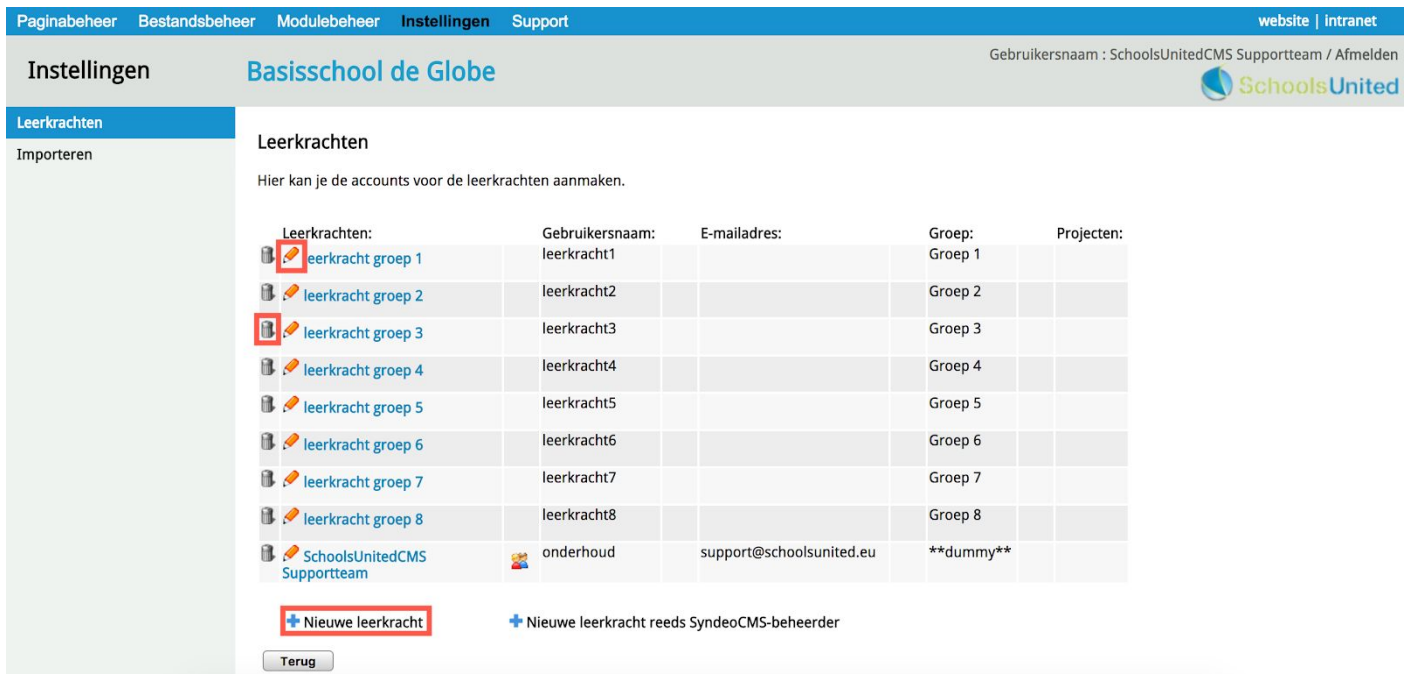 Paginabeheer Bestandsbeheer Modulebeheer Instellingen Support website | intranet
Gebruikersnaam : SchoolsUnitedCMS Supportteam / Afmelden
Instellingen Basisschool de Globe
SchoolsUnited
Leerkrachten
Importeren
Leerkrachten
Hier kan je de accounts voor de leerkrachten aanmaken.
Leerkrachten: Gebruikersnaam: E-mailadres: Groep: Projecten:
eerkracht groep 1 leerkracht1 Groep 1
leerkracht groep 2 leerkracht2 Groep 2
leerkracht groep 3 leerkracht3 Groep 3
leerkracht groep 4 leerkracht4 Groep 4
leerkracht groep 5 leerkracht5 Groep 5
leerkracht groep 6 leerkracht6 Groep 6
leerkracht groep 7 leerkracht7 Groep 7
leerkracht groep 8 leerkracht8 Groep 8
SchoolsUnitedCMS onderhoud support@schoolsunited.eu **dummy**
Supportteam
Nieuwe leerkracht Nieuwe leerkracht reeds SyndeoCMS-beheerder
Terug